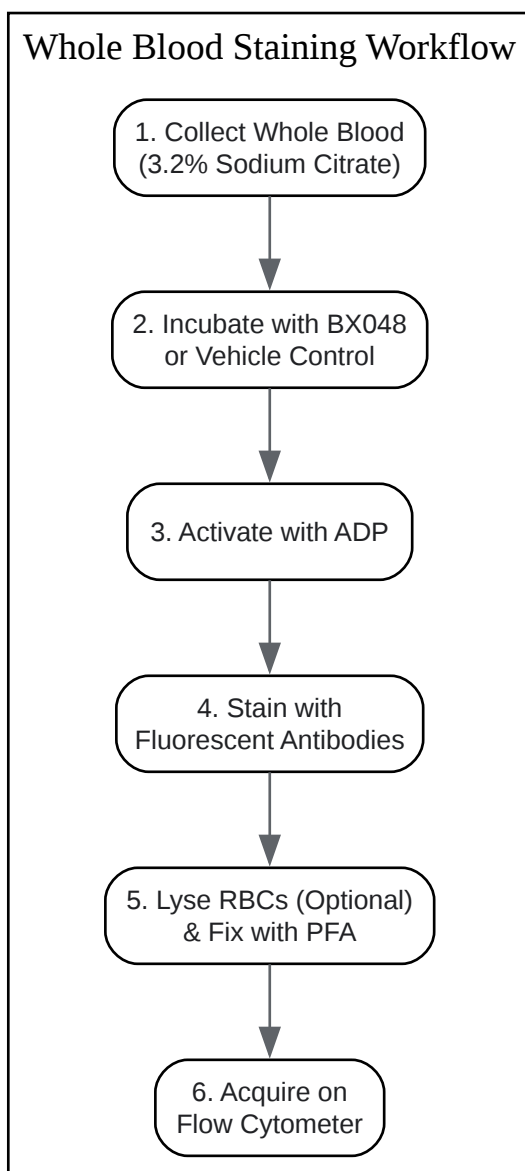 Whole Blood Staining Workflow
1. Collect Whole Blood
(3.2% Sodium Citrate)
2. Incubate with BX048
or Vehicle Control
3. Activate with ADP
4. Stain with
Fluorescent Antibodies
5. Lyse RBCs (Optional)
& Fix with PFA
6. Acquire on
Flow Cytometer